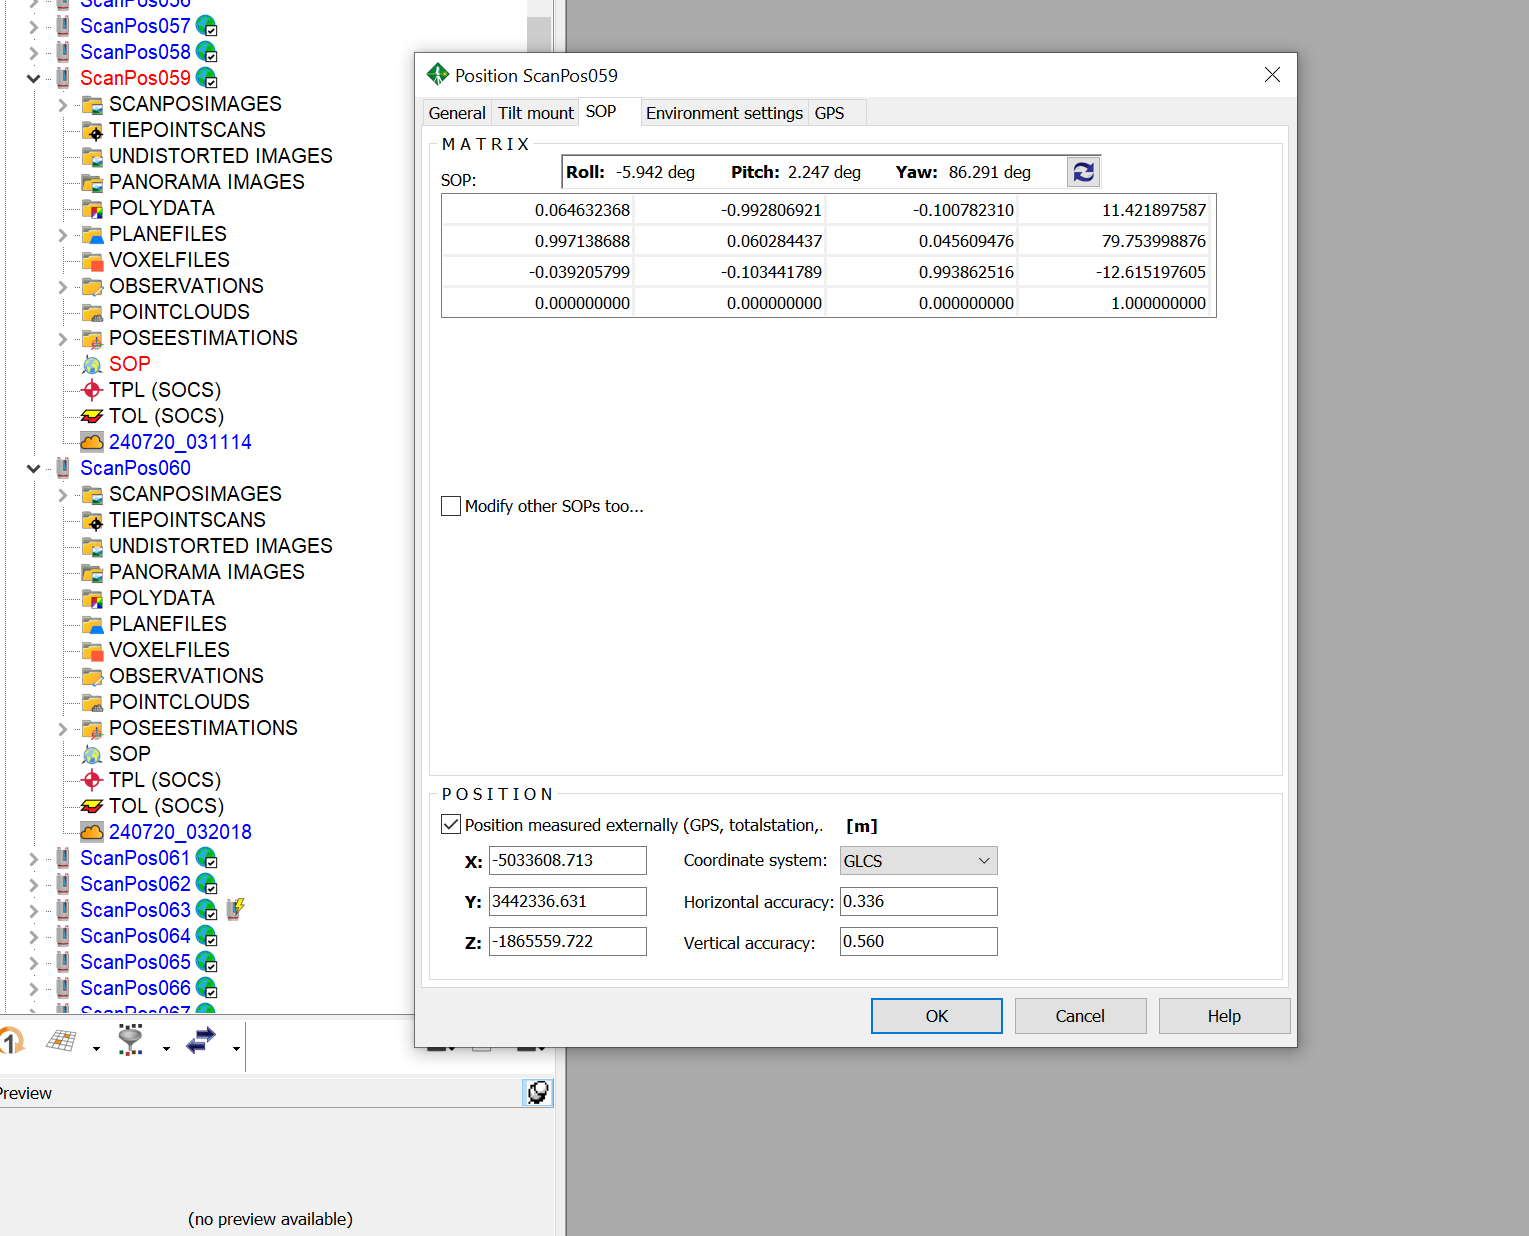 ScanPos056
ScanPos057
ScanPos058
ScanPos059
SCANPOSIMAGES
TIEPOINTSCANS
UNDISTORTED IMAGES
PANORAMA IMAGES
POLYDATA
PLANEFILES
VOXELFILES
OBSERVATIONS
POINTCLOUDS
POSEESTIMATIONS
SOP
TPL (SOCS)
TOL (SOCS)
240720_031114
ScanPos060
SCANPOSIMAGES
TIEPOINTSCANS
UNDISTORTED IMAGES
PANORAMA IMAGES
POLYDATA
PLANEFILES
VOXELFILES
OBSERVATIONS
POINTCLOUDS
POSEESTIMATIONS
SOP
TPL (SOCS)
TOL (SOCS)
240720_032018
ScanPos061
ScanPos062
ScanPos063
ScanPos064
ScanPos065
ScanPos066
ScanPos067
1
Preview
(no preview available)
Position ScanPos059
General Tilt mount SOP Environment settings GPS
MATRIX
SOP: Roll: -5.942 deg Pitch: 2.247 deg Yaw: 86.291 deg
0.064632368 -0.992806921 -0.100782310 11.421897587
0.997138688 0.060284437 0.045609476 79.753998876
-0.039205799 -0.103441789 0.993862516 -12.615197605
0.000000000 0.000000000 0.000000000 1.000000000
Modify other SOPs too...
POSITION
Position measured externally (GPS, totalstation,. [m]
X: -5033608.713 Coordinate system: GLCS
Y: 3442336.631 Horizontal accuracy: 0.336
Z: -1865559.722 Vertical accuracy: 0.560
OK Cancel Help